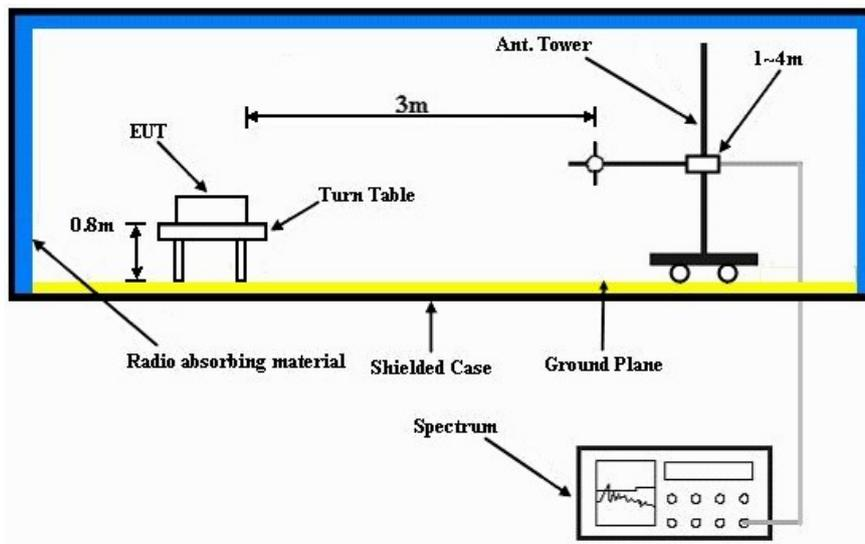 Ant. Tower
1~4m
3m
EUT
Turn Table
0.8m
Radio absorbing material
Shielded Case
Ground Plane
Spectrum